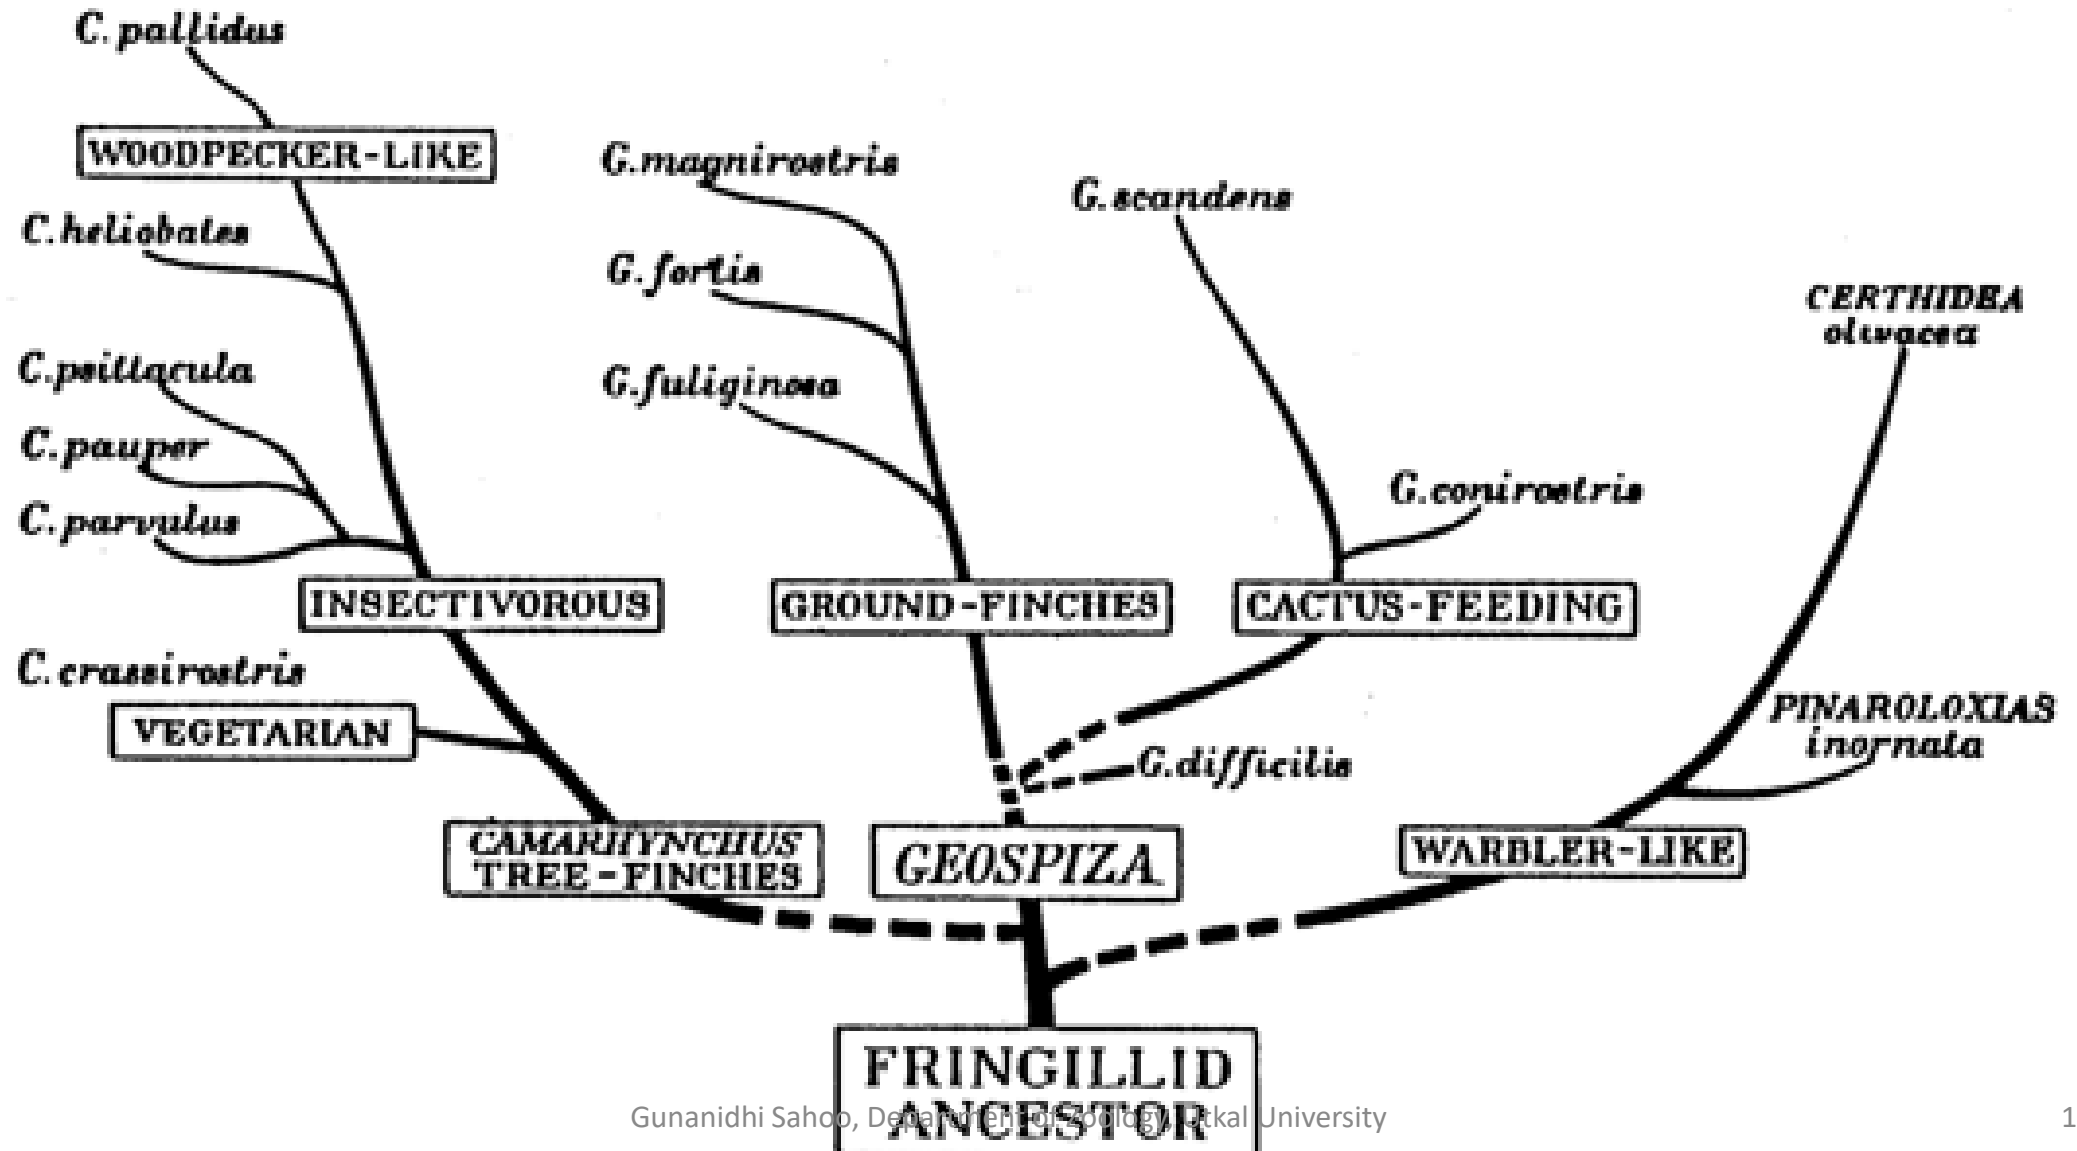 C. pallidus
WOODPECKER-LIKE
G. magnirostris
G. scandens
C. heliobates
G. fortis
CERTHIDEA
olivacea
C. psittacula
G. fuliginosa
C. pauper
G. conirostris
C. parvulus
INSECTIVOROUS
GROUND-FINCHES
CACTUS-FEEDING
C. crassirostris
VEGETARIAN
PINAROLOXIAS
inornata
G. difficilis
CAMARHYNCHUS
TREE-FINCHES
GEOSPIZA
WARBLER-LIKE
FRINGILLID
ANCESTOR
Gunanidhi Sahoo, Department of Zoology, Utkal University
1